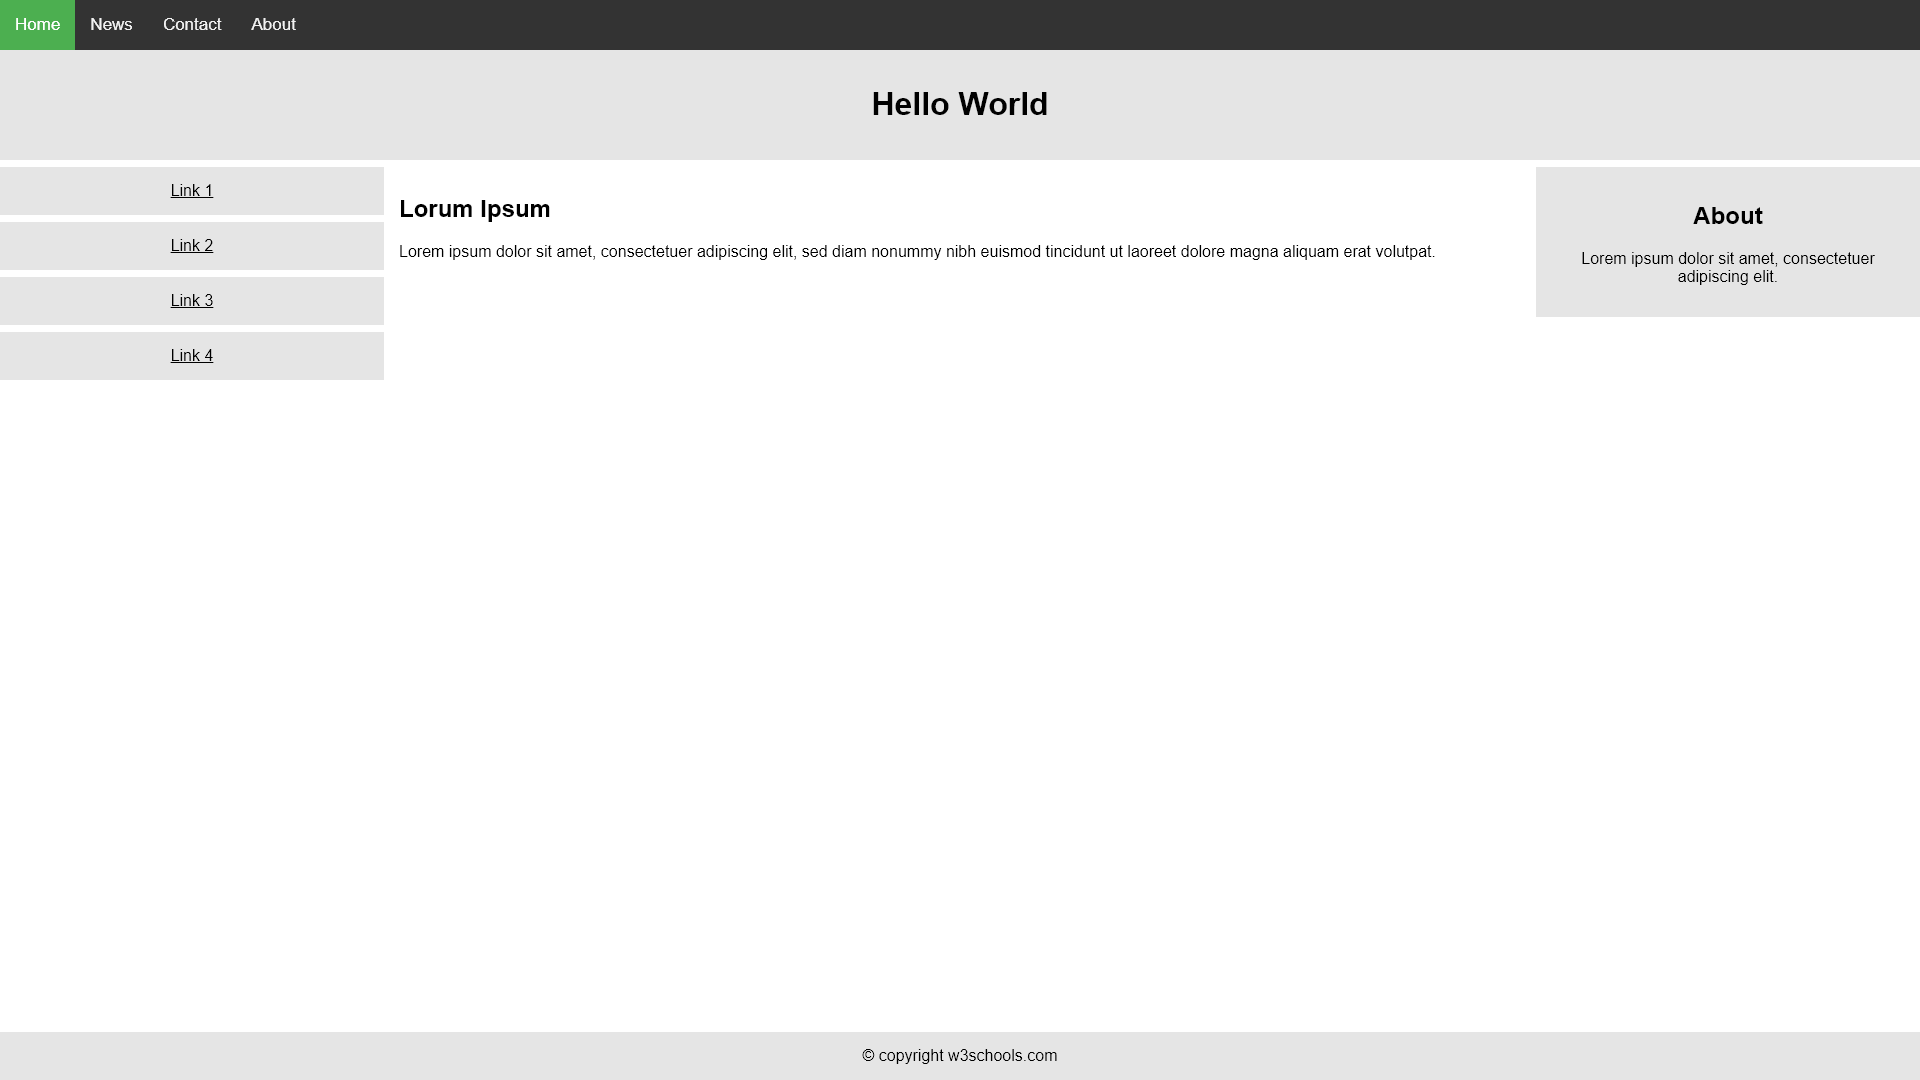 Home News Contact About
Hello World
Link 1
Link 2
Link 3
Link 4
Lorum Ipsum
Lorem ipsum dolor sit amet, consectetuer adipiscing elit, sed diam nonummy nibh euismod tincidunt ut laoreet dolore magna aliquam erat volutpat.
About
Lorem ipsum dolor sit amet, consectetuer
adipiscing elit.
© copyright w3schools.com